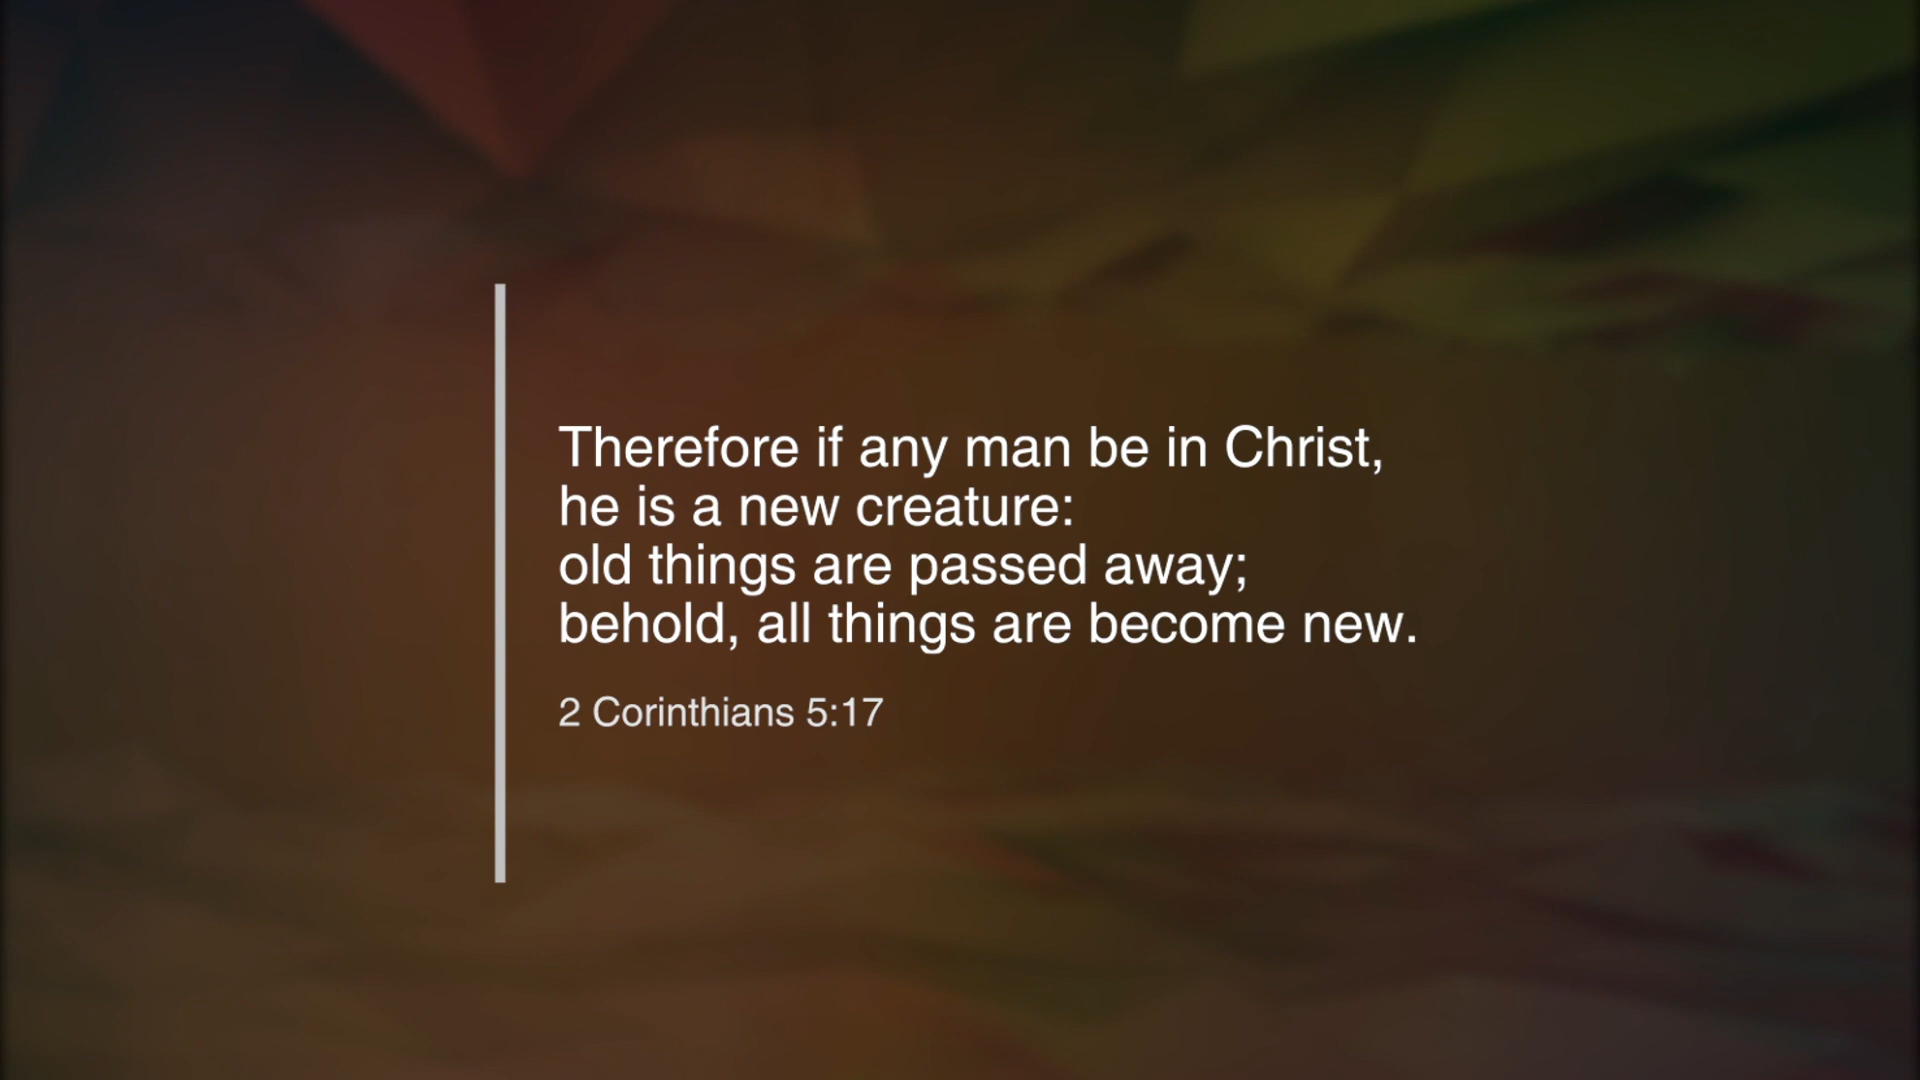 Therefore if any man be in Christ,
he is a new creature:
old things are passed away;
behold, all things are become new.
2 Corinthians 5:17